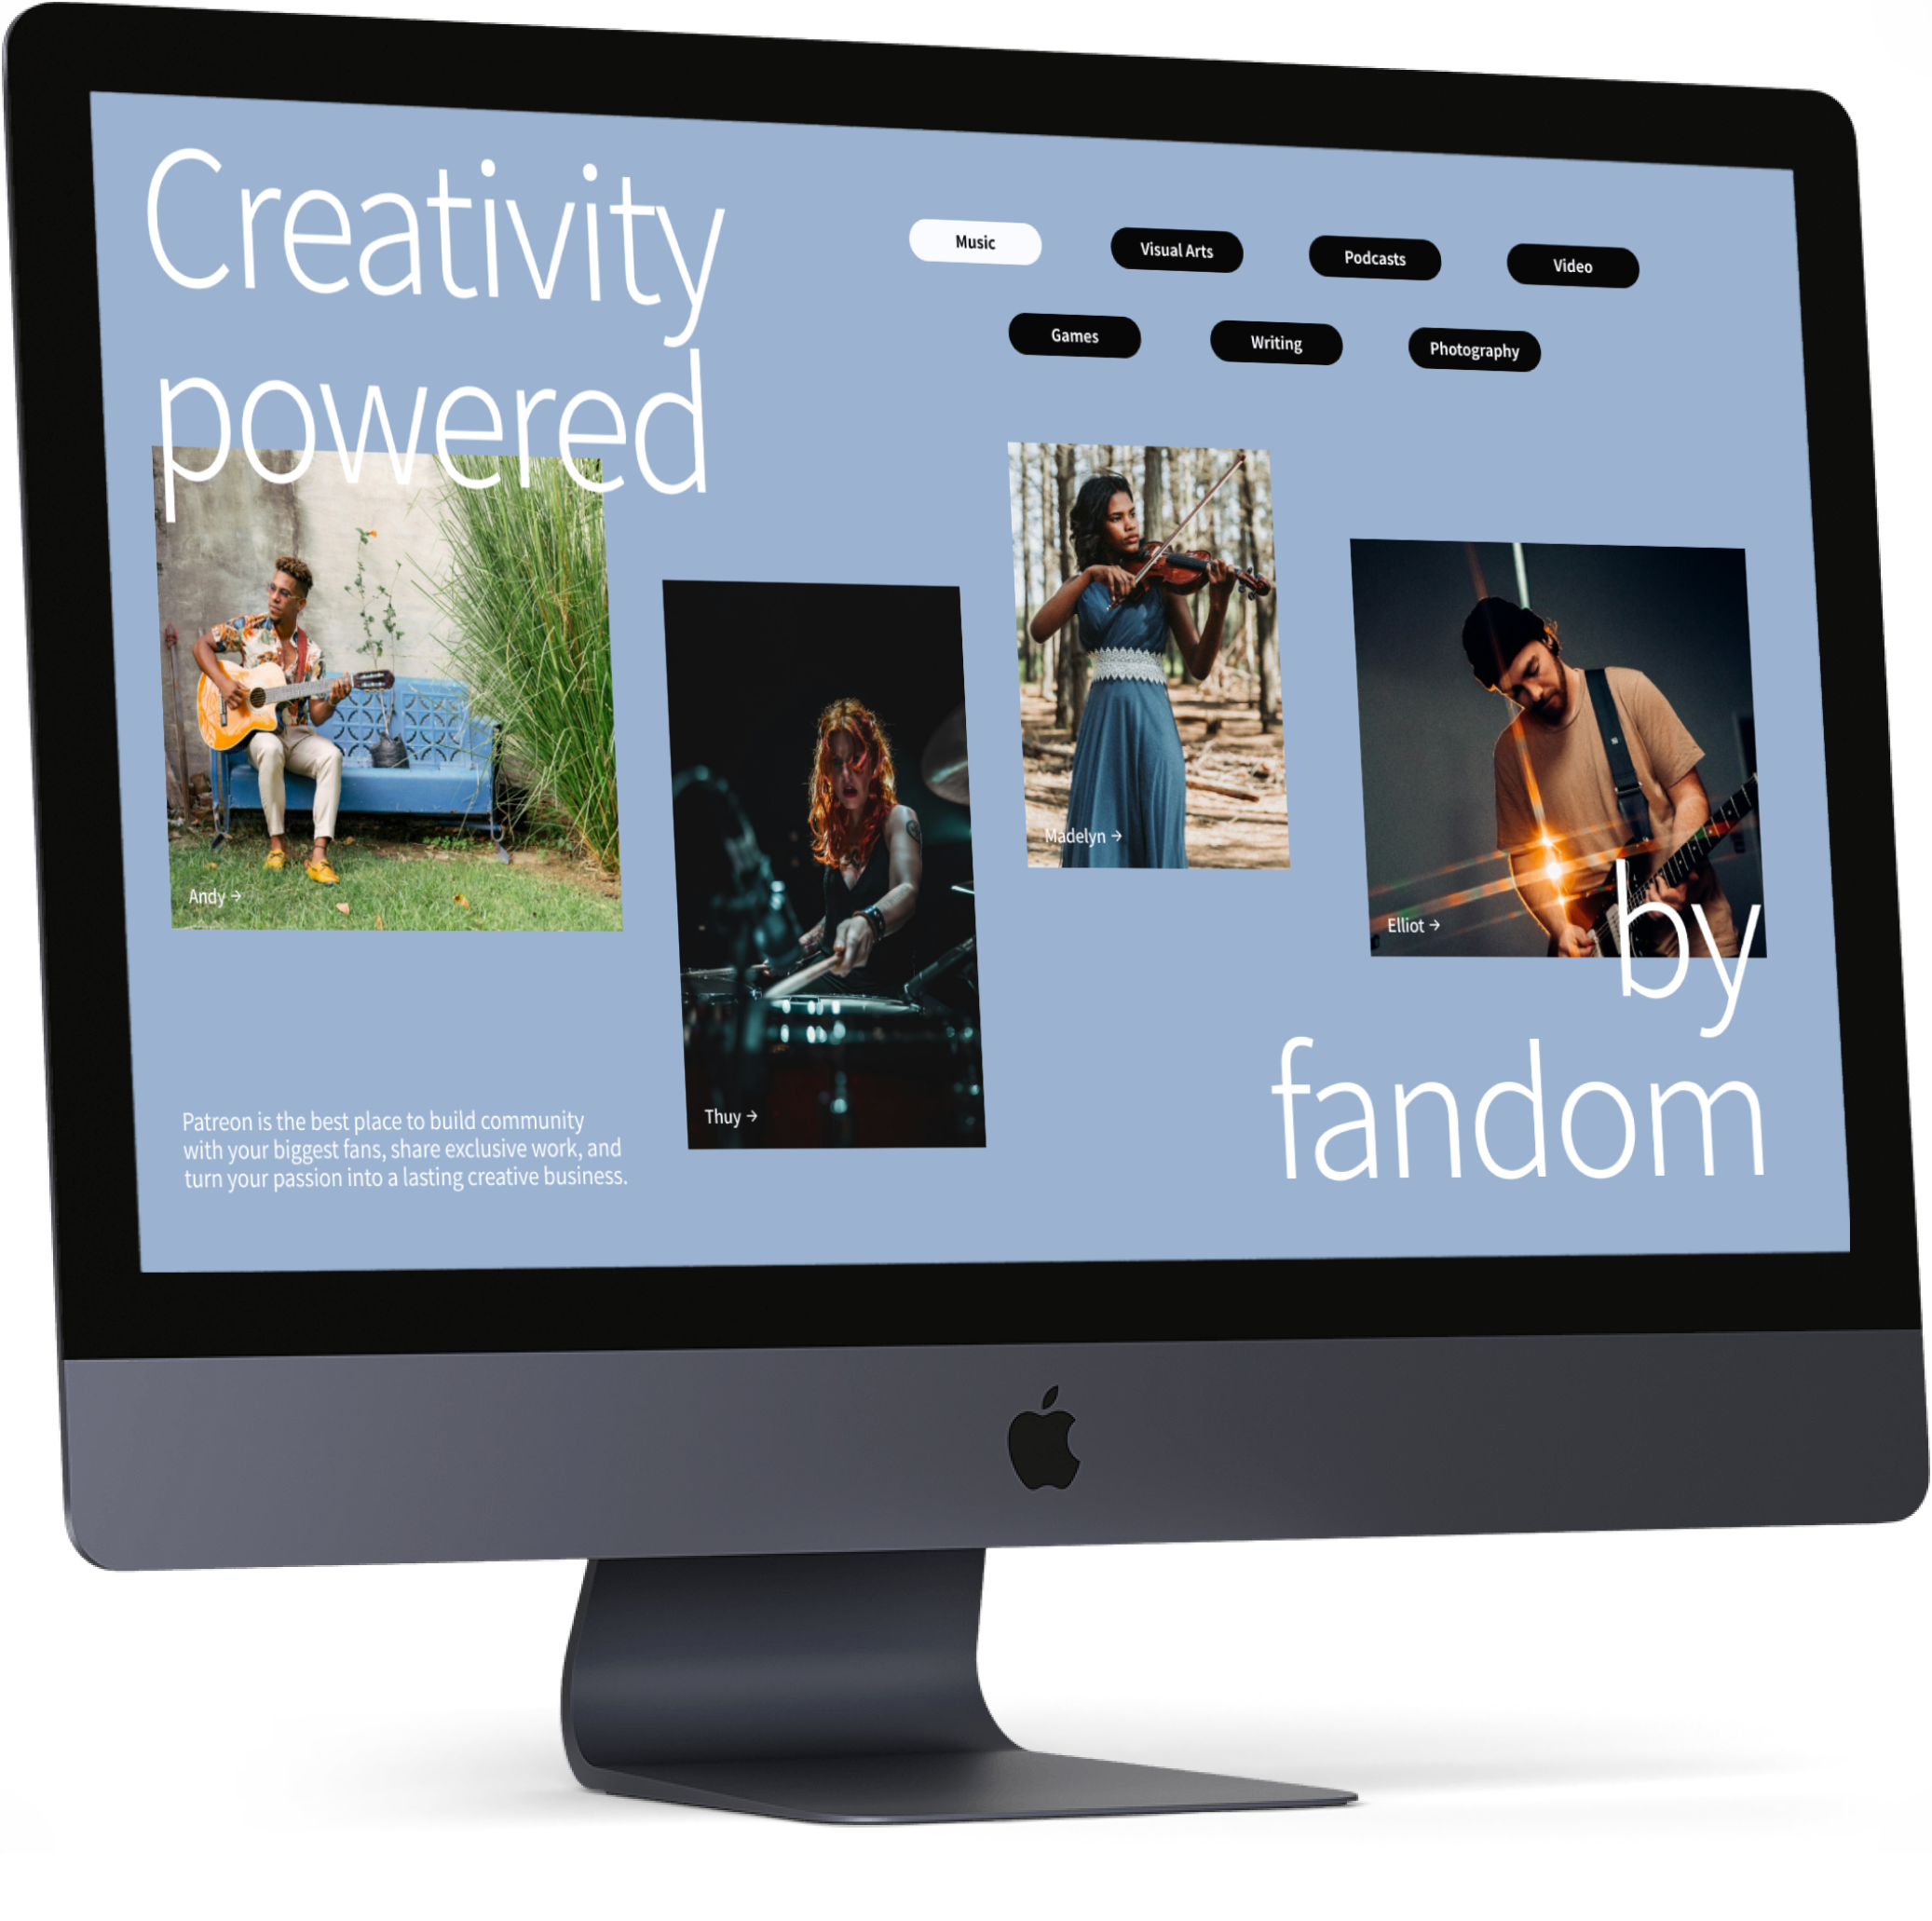 Creativity
powered
Music
Visual Arts
Podcasts
Video
Games
Writing
Photography
Andy →
Thuy →
Madelyn →
Elliot →
by
fandom
Patreon is the best place to build community
with your biggest fans, share exclusive work, and
turn your passion into a lasting creative business.